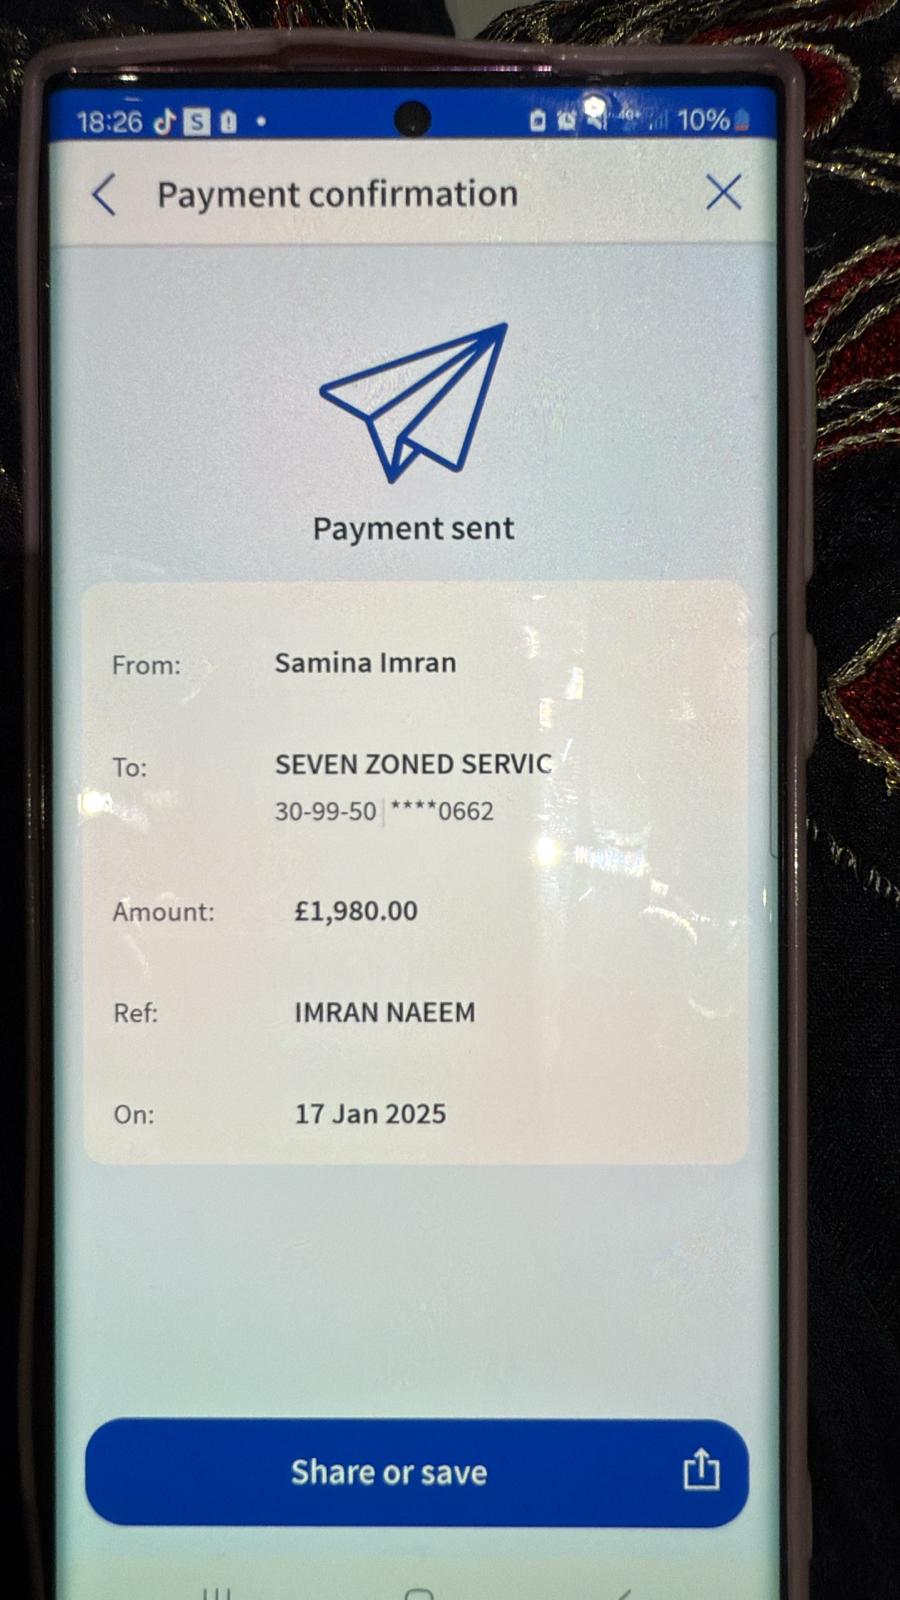 18:26 S 4G+ 10%
Payment confirmation
Payment sent
From: Samina Imran
To: SEVEN ZONED SERVIC
30-99-50 | ****0662
Amount: £1,980.00
Ref: IMRAN NAEEM
On: 17 Jan 2025
Share or save